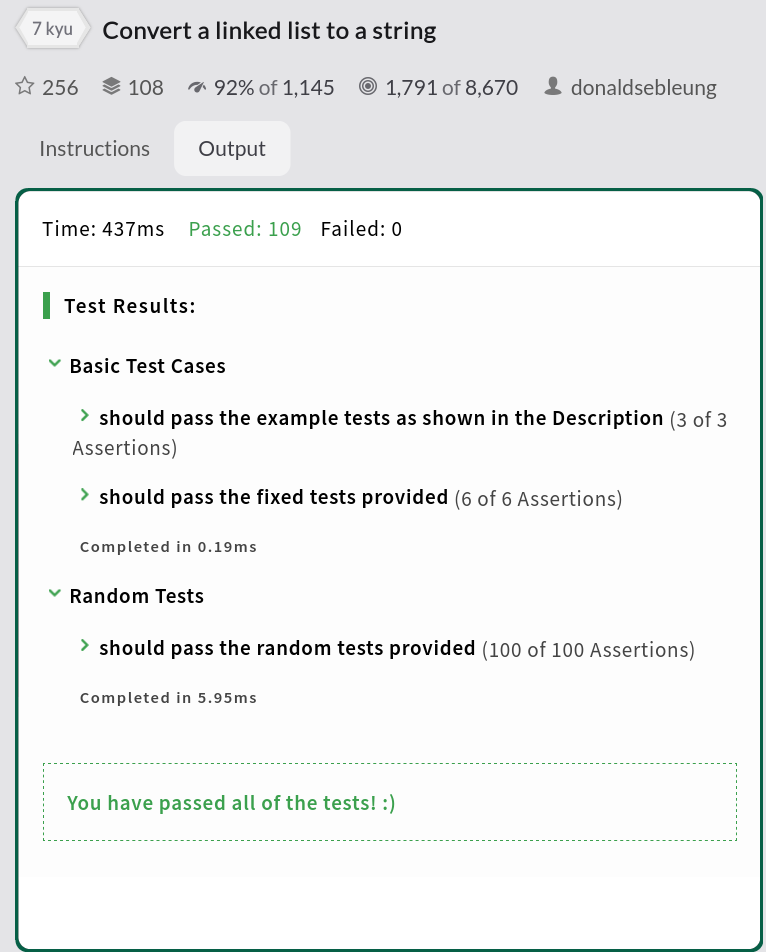 7 kyu Convert a linked list to a string
256 108 92% of 1,145 1,791 of 8,670 donaldsebleung
Instructions Output
Time: 437ms Passed: 109 Failed: 0
Test Results:
Basic Test Cases
should pass the example tests as shown in the Description (3 of 3
Assertions)
should pass the fixed tests provided (6 of 6 Assertions)
Completed in 0.19ms
Random Tests
should pass the random tests provided (100 of 100 Assertions)
Completed in 5.95ms
You have passed all of the tests! :)